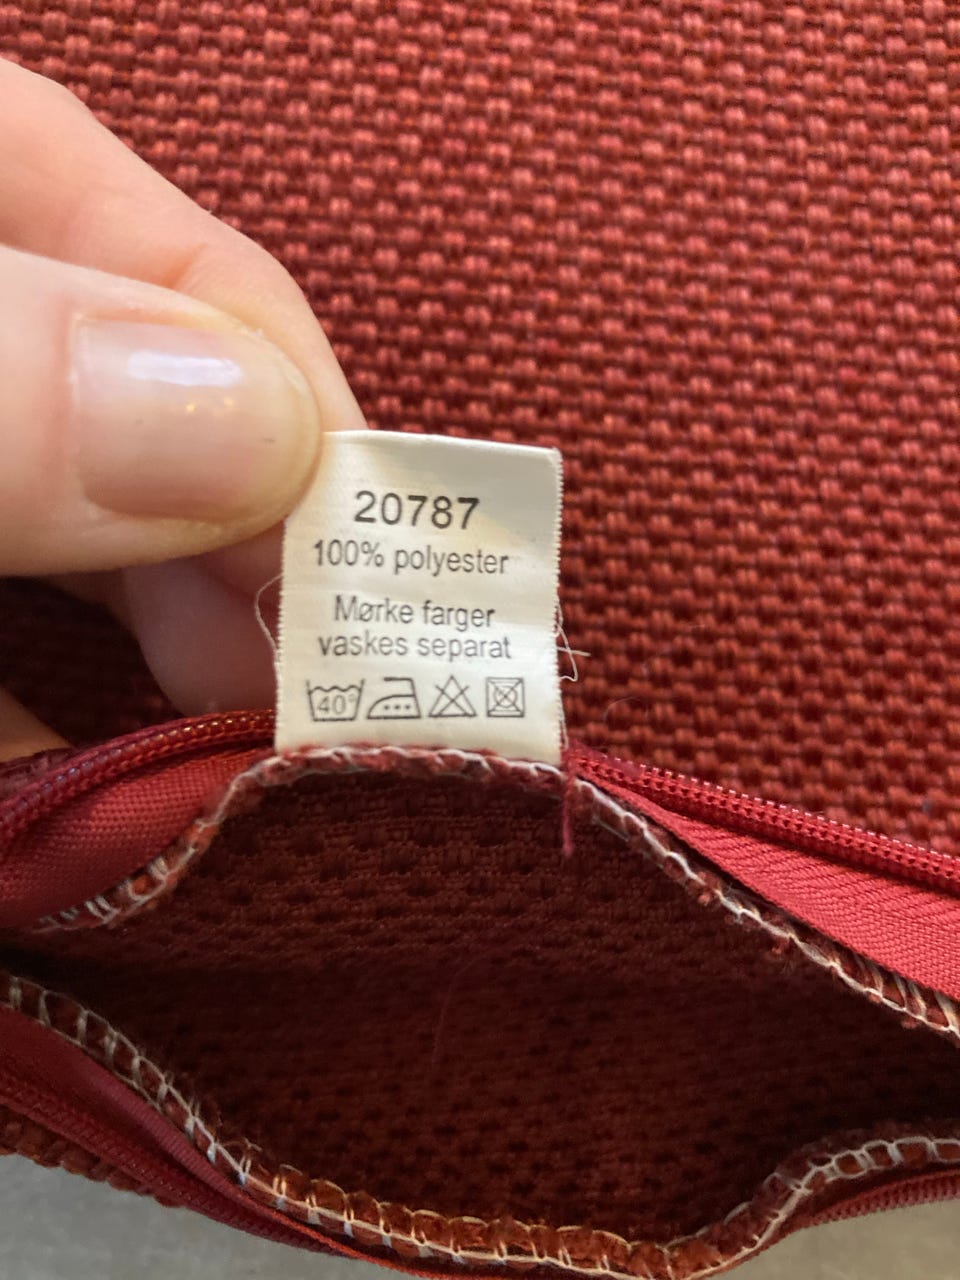 20787
100% polyester
Mørke farger
vaskes separat
40°